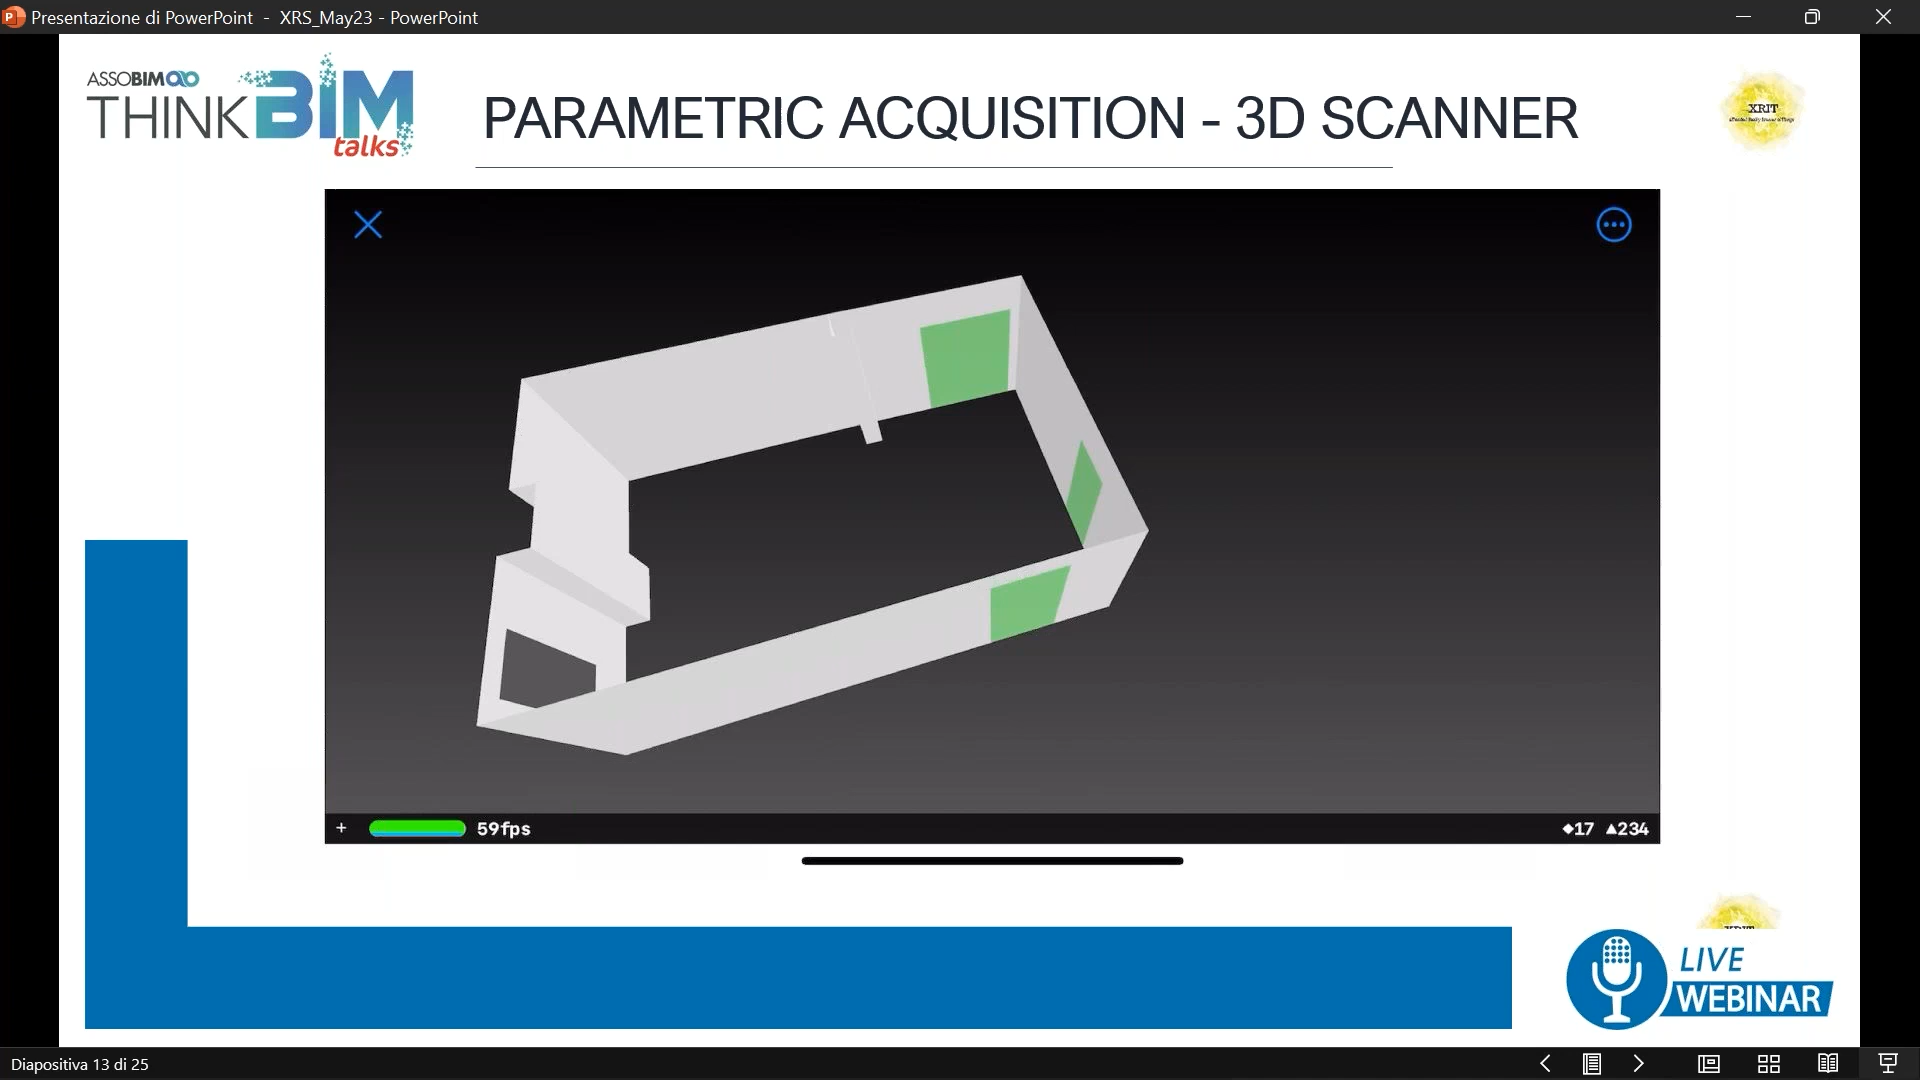 Presentazione di PowerPoint - XRS_May23 - PowerPoint
ASSOBIM
THINK BIM
talks
PARAMETRIC ACQUISITION - 3D SCANNER
XRIT
+ 59fps
◆17 ▲234
LIVE
WEBINAR
Diapositiva 13 di 25